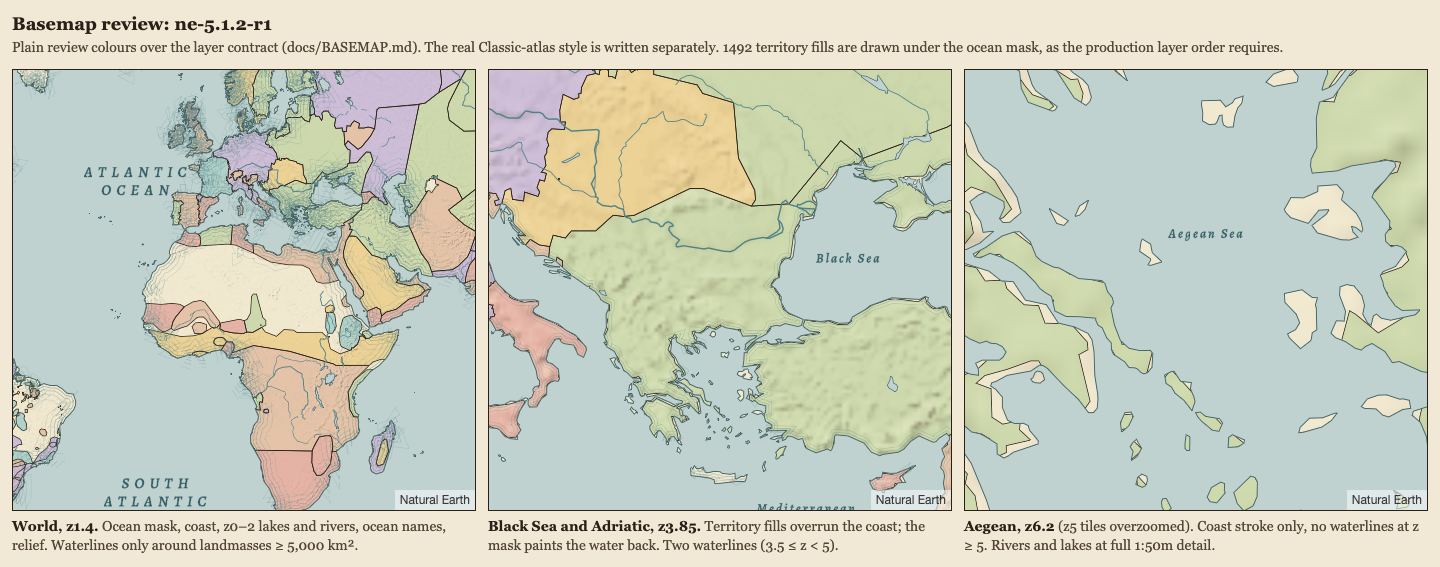 Basemap review: ne-5.1.2-r1
Plain review colours over the layer contract (docs/BASEMAP.md). The real Classic-atlas style is written separately. 1492 territory fills are drawn under the ocean mask, as the production layer order requires.
ATLANTIC
OCEAN
SOUTH
ATLANTIC
Natural Earth
Black Sea
Mediterranean
Natural Earth
Aegean Sea
Natural Earth
World, z1.4. Ocean mask, coast, z0–2 lakes and rivers, ocean names,
relief. Waterlines only around landmasses ≥ 5,000 km².
Black Sea and Adriatic, z3.85. Territory fills overrun the coast; the
mask paints the water back. Two waterlines (3.5 ≤ z < 5).
Aegean, z6.2 (z5 tiles overzoomed). Coast stroke only, no waterlines at z
≥ 5. Rivers and lakes at full 1:50m detail.